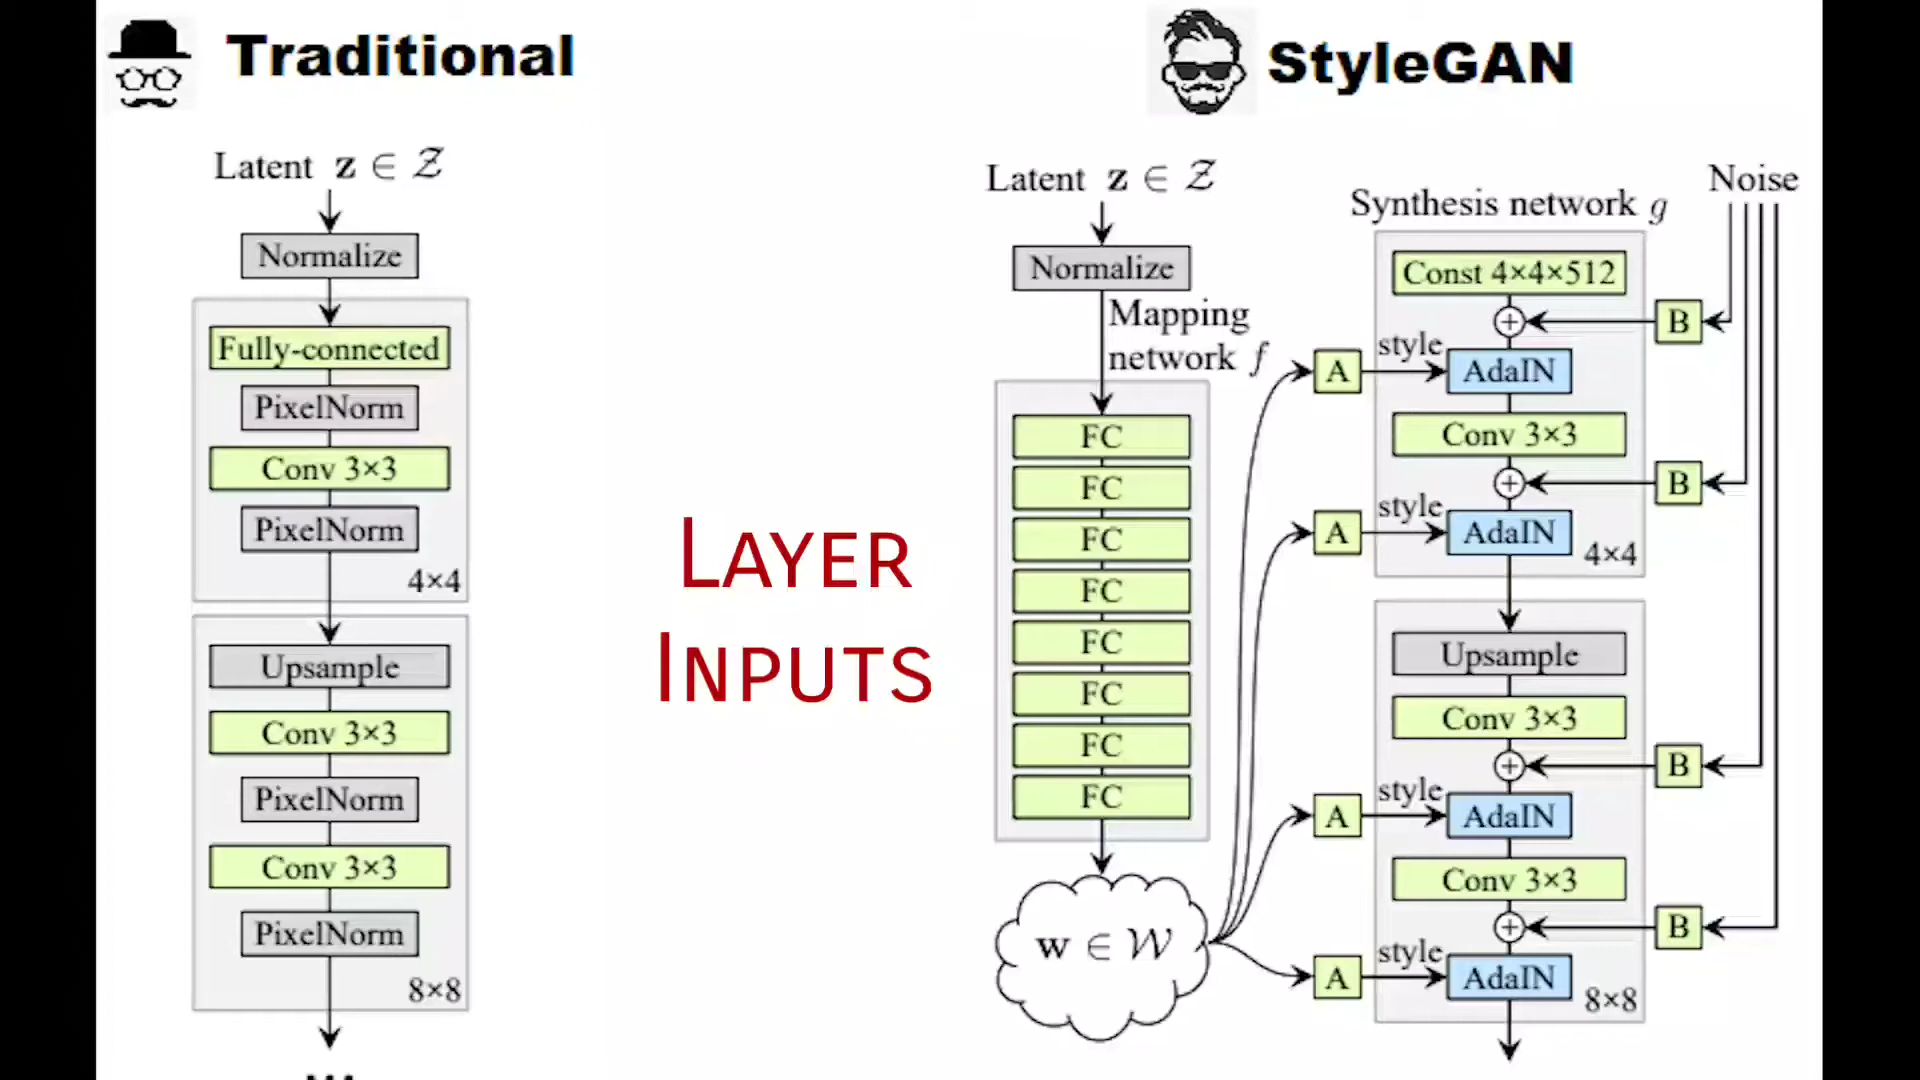 Traditional
Latent z ∈ Z
Normalize
Fully-connected
PixelNorm
Conv 3×3
PixelNorm
4×4
Upsample
Conv 3×3
PixelNorm
Conv 3×3
PixelNorm
8×8
LAYER
INPUTS
StyleGAN
Latent z ∈ Z
Normalize
Mapping
network f
FC
FC
FC
FC
FC
FC
FC
FC
w ∈ W
Synthesis network g
Noise
Const 4×4×512
B
A
style
AdaIN
Conv 3×3
B
A
style
AdaIN
4×4
Upsample
Conv 3×3
B
A
style
AdaIN
Conv 3×3
B
A
style
AdaIN
8×8